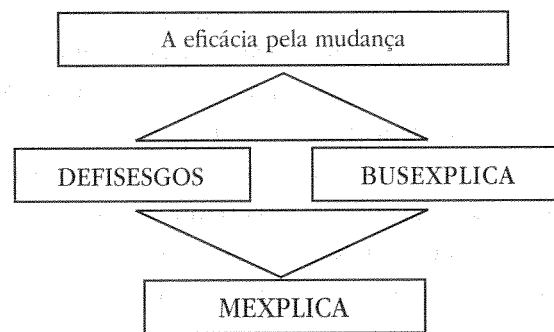 A eficácia pela mudança
DEFISESGOS
BUSEXPLICA
MEXPLICA